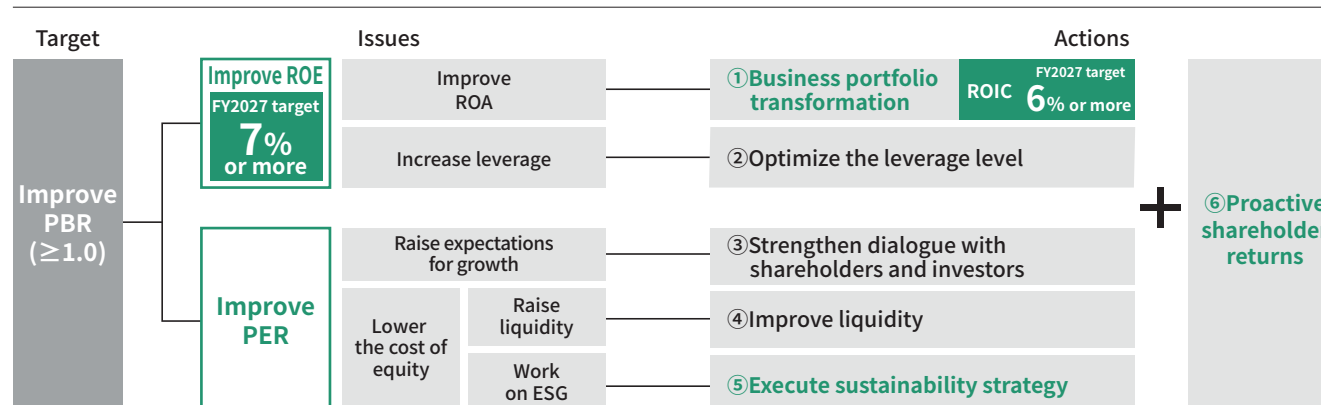 Target
Issues
Actions
Improve
PBR
(≧1.0)
Improve ROE
FY2027 target
7%
or more
Improve
ROA
①Business portfolio
transformation
ROIC
FY2027 target
6% or more
Increase leverage
②Optimize the leverage level
Improve
PER
Raise expectations
for growth
③Strengthen dialogue with
shareholders and investors
Lower
the cost of
equity
Raise
liquidity
④Improve liquidity
Work
on ESG
⑤Execute sustainability strategy
+
⑥Proactive
shareholder
returns